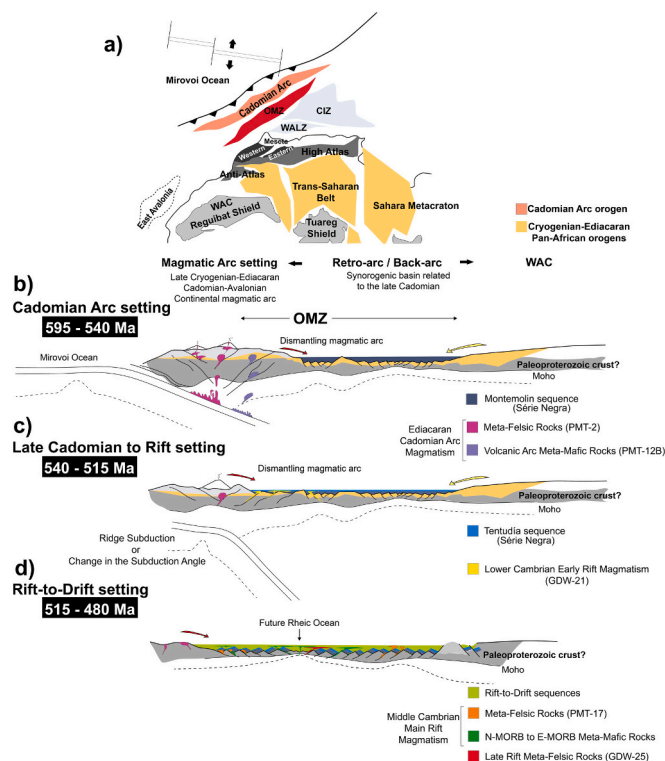 a)
Mirovoi Ocean
Cadomian Arc
OMZ
CIZ
WALZ
Meseta
Western
Eastern
High Atlas
Anti-Atlas
East Avalonia
WAC
Reguibat Shield
Trans-Saharan
Belt
Tuareg
Shield
Sahara Metacraton
Cadomian Arc orogen
Cryogenian-Ediacaran
Pan-African orogens
Magmatic Arc setting
Late Cryogenian-Ediacaran
Cadomian-Avalonian
Continental magmatic arc
Retro-arc / Back-arc
Synorogenic basin related
to the late Cadomian
WAC
b)
Cadomian Arc setting
595 - 540 Ma
OMZ
Dismantling magmatic arc
Mirovoi Ocean
Paleoproterozoic crust?
Moho
Montemolin sequence
(Série Negra)
Ediacaran
Cadomian Arc
Magmatism
Meta-Felsic Rocks (PMT-2)
Volcanic Arc Meta-Mafic Rocks (PMT-12B)
c)
Late Cadomian to Rift setting
540 - 515 Ma
Dismantling magmatic arc
Paleoproterozoic crust?
Moho
Ridge Subduction
or
Change in the Subduction Angle
Tentudía sequence
(Série Negra)
Lower Cambrian Early Rift Magmatism
(GDW-21)
d)
Rift-to-Drift setting
515 - 480 Ma
Future Rheic Ocean
Paleoproterozoic crust?
Moho
Rift-to-Drift sequences
Middle Cambrian
Main Rift
Magmatism
Meta-Felsic Rocks (PMT-17)
N-MORB to E-MORB Meta-Mafic Rocks
Late Rift Meta-Felsic Rocks (GDW-25)